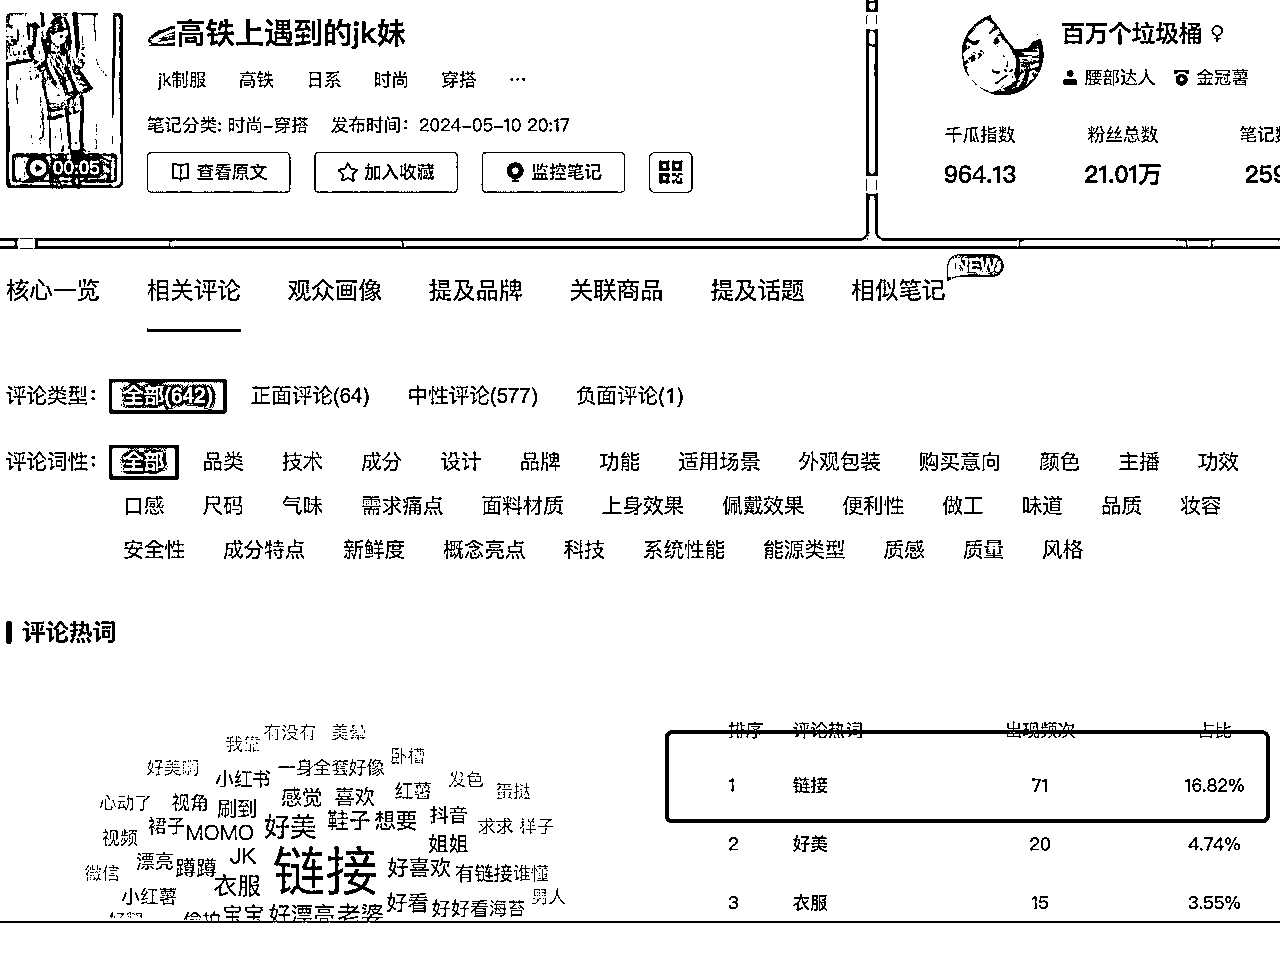 高铁上遇到的jk妹
jk制服 高铁 日系 时尚 穿搭 ...
笔记分类: 时尚-穿搭 发布时间: 2024-05-10 20:17
00:05
查看原文 加入收藏 监控笔记
百万个垃圾桶
腰部达人 金冠薯
千瓜指数 粉丝总数 笔记
964.13 21.01万 259
核心一览 相关评论 观众画像 提及品牌 关联商品 提及话题 相似笔记 NEW
评论类型: 全部(642) 正面评论(64) 中性评论(577) 负面评论(1)
评论词性: 全部 品类 技术 成分 设计 品牌 功能 适用场景 外观包装 购买意向 颜色 主播 功效
口感 尺码 气味 需求痛点 面料材质 上身效果 佩戴效果 便利性 做工 味道 品质 妆容
安全性 成分特点 新鲜度 概念亮点 科技 系统性能 能源类型 质感 质量 风格
评论热词
有没有 美晕
我靠
好美啊 小红书 一身全套好像 卧槽
心动了 视角 刷到 感觉 喜欢 红薯 发色 蛋挞
视频 裙子 MOMO 好美 鞋子 想要 抖音 求求 样子
姐姐
微信 漂亮 蹲蹲 JK 链接 好喜欢 有链接谁懂
小红薯 衣服 好看 好好看海苔 男人
偷拍 宝宝 好漂亮老婆
排序 评论热词 出现频次 占比
1 链接 71 16.82%
2 好美 20 4.74%
3 衣服 15 3.55%